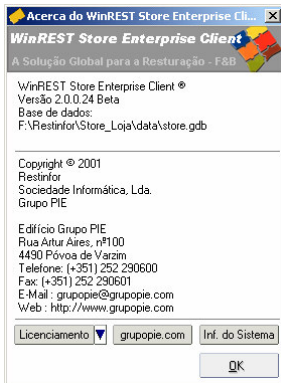 Acerca do WinREST Store Enterprise Cli...
WinREST Store Enterprise Client
A Solução Global para a Resturação - F&B
WinREST Store Enterprise Client ®
Versão 2.0.0.24 Beta
Base de dados:
F:\Restinfor\Store_Loja\data\store.gdb
Copyright © 2001
Restinfor
Sociedade Informática, Lda.
Grupo PIE
Edifício Grupo PIE
Rua Artur Aires, nº100
4490 Póvoa de Varzim
Telefone: (+351) 252 290600
Fax: (+351) 252 290601
E-Mail : grupopie@grupopie.com
Web : http://www.grupopie.com
Licenciamento grupopie.com Inf. do Sistema
OK